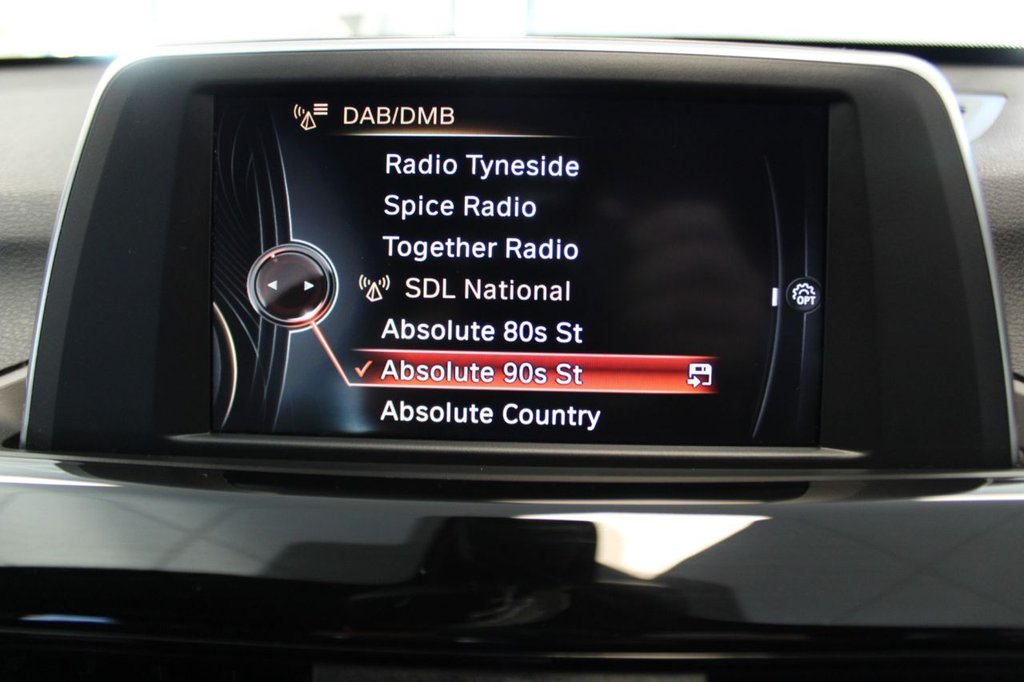 DAB/DMB
Radio Tyneside
Spice Radio
Together Radio
SDL National
OPT
Absolute 80s St
Absolute 90s St
Absolute Country